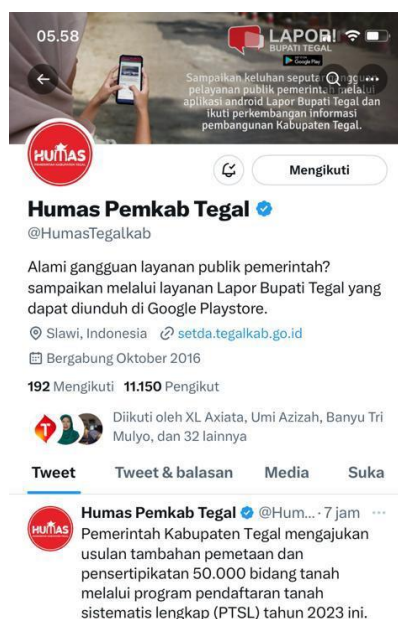 05.58
LAPOR!
BUPATI TEGAL
Google Play
Sampaikan keluhan seputar
pelayanan publik pemerintah melalui
aplikasi android Lapor Bupati Tegal dan
ikuti perkembangan informasi
pembangunan Kabupaten Tegal.
HUMAS
Mengikuti
Humas Pemkab Tegal
@HumasTegalkab
Alami gangguan layanan publik pemerintah?
sampaikan melalui layanan Lapor Bupati Tegal yang
dapat diunduh di Google Playstore.
Slawi, Indonesia setda.tegalkab.go.id
Bergabung Oktober 2016
192 Mengikuti 11.150 Pengikut
Diikuti oleh XL Axiata, Umi Azizah, Banyu Tri
Mulyo, dan 32 lainnya
Tweet Tweet & balasan Media Suka
HUMAS
Humas Pemkab Tegal @Hum... · 7 jam
Pemerintah Kabupaten Tegal mengajukan
usulan tambahan pemetaan dan
pensertipikatan 50.000 bidang tanah
melalui program pendaftaran tanah
sistematis lengkap (PTSL) tahun 2023 ini.